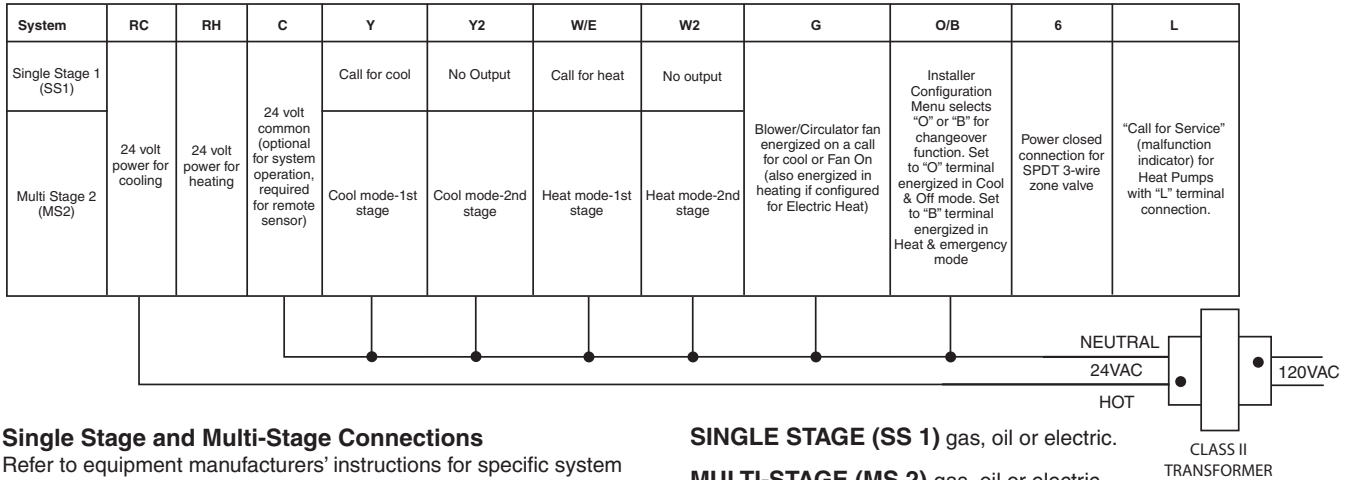 System RC RH C Y Y2 W/E W2 G O/B 6 L
Single Stage 1
(SS1)
Multi Stage 2
(MS2)
24 volt
power for
cooling
24 volt
power for
heating
24 volt
common
(optional
for system
operation,
required
for remote
sensor)
Call for cool
Cool mode-1st
stage
No Output
Cool mode-2nd
stage
Call for heat
Heat mode-1st
stage
No output
Heat mode-2nd
stage
Blower/Circulator fan
energized on a call
for cool or Fan On
(also energized in
heating if configured
for Electric Heat)
Installer
Configuration
Menu selects
“O” or “B” for
changeover
function. Set
to “O” terminal
energized in Cool
& Off mode. Set
to “B” terminal
energized in
Heat & emergency
mode
Power closed
connection for
SPDT 3-wire
zone valve
“Call for Service”
(malfunction
indicator) for
Heat Pumps
with “L” terminal
connection.
NEUTRAL
24VAC
HOT
120VAC
CLASS II
TRANSFORMER
Single Stage and Multi-Stage Connections
Refer to equipment manufacturers’ instructions for specific system
SINGLE STAGE (SS 1) gas, oil or electric.
MULTI-STAGE (MS 2) gas, oil or electric